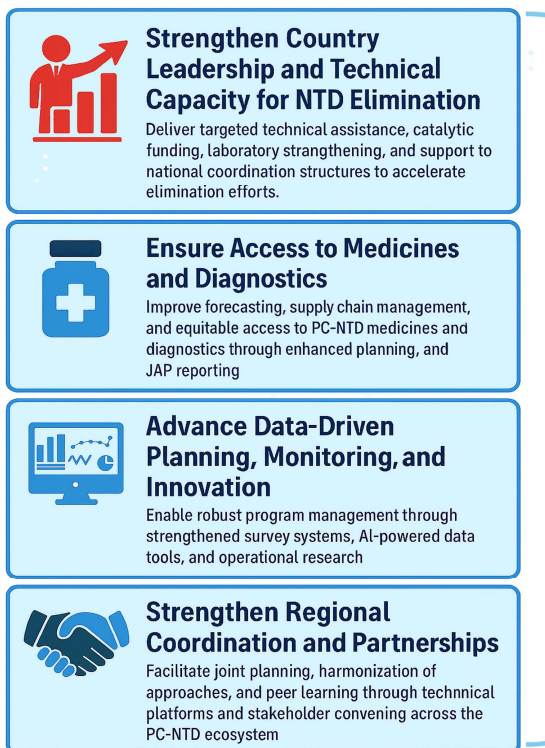 Strengthen Country
Leadership and Technical
Capacity for NTD Elimination
Deliver targeted technical assistance, catalytic
funding, laboratory strangthening, and support to
national coordination structures to accelerate
elimination efforts.
Ensure Access to Medicines
and Diagnostics
Improve forecasting, supply chain management,
and equitable access to PC-NTD medicines and
diagnostics through enhanced planning, and
JAP reporting
Advance Data-Driven
Planning, Monitoring, and
Innovation
Enable robust program management through
strengthened survey systems, AI-powered data
tools, and operational research
Strengthen Regional
Coordination and Partnerships
Facilitate joint planning, harmonization of
approaches, and peer learning through technnical
platforms and stakeholder convening across the
PC-NTD ecosystem